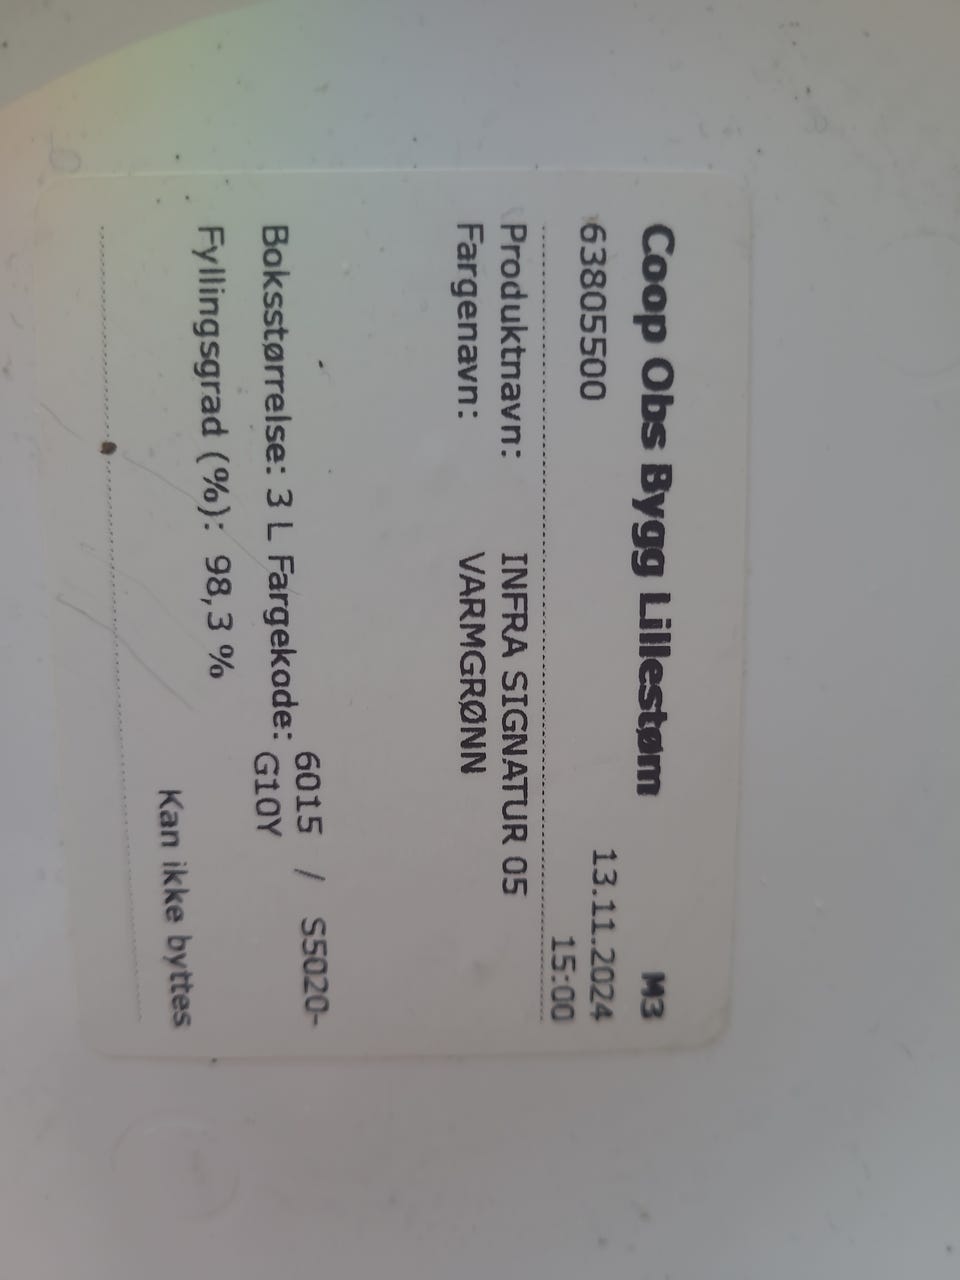 Coop Obs Bygg Lillestøm M3
63805500 13.11.2024
15:00
Produktnavn: INFRA SIGNATUR 05
Fargenavn: VARMGRØNN
6015 / S5020-
Boksstørrelse: 3 L Fargekode: G10Y
Fyllingsgrad (%): 98,3 %
Kan ikke byttes